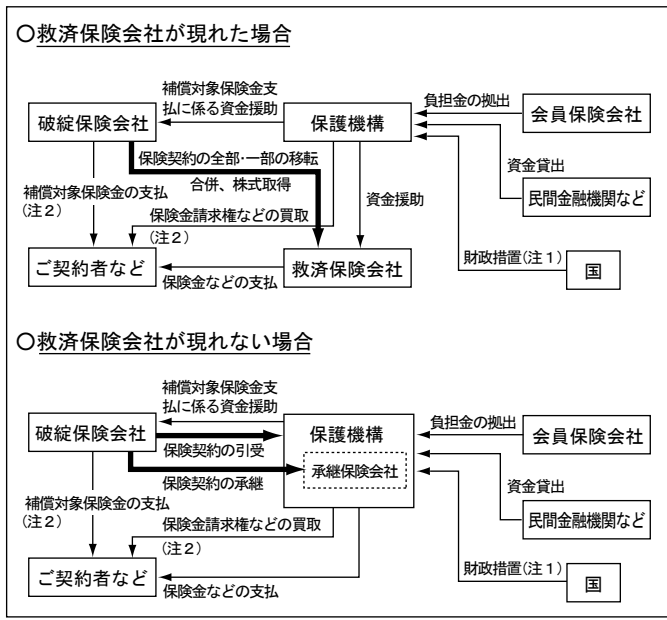 ○救済保険会社が現れた場合
補償対象保険金支
払に係る資金援助
負担金の拠出
会員保険会社
破綻保険会社
保護機構
保険契約の全部・一部の移転
合併、株式取得
資金貸出
民間金融機関など
補償対象保険金の支払
(注2)
保険金請求権などの買取
(注2)
資金援助
財政措置(注1)
国
ご契約者など
救済保険会社
保険金などの支払
○救済保険会社が現れない場合
補償対象保険金支
払に係る資金援助
負担金の拠出
会員保険会社
破綻保険会社
保護機構
保険契約の引受
承継保険会社
保険契約の承継
資金貸出
民間金融機関など
補償対象保険金の支払
(注2)
保険金請求権などの買取
(注2)
財政措置(注1)
国
ご契約者など
保険金などの支払